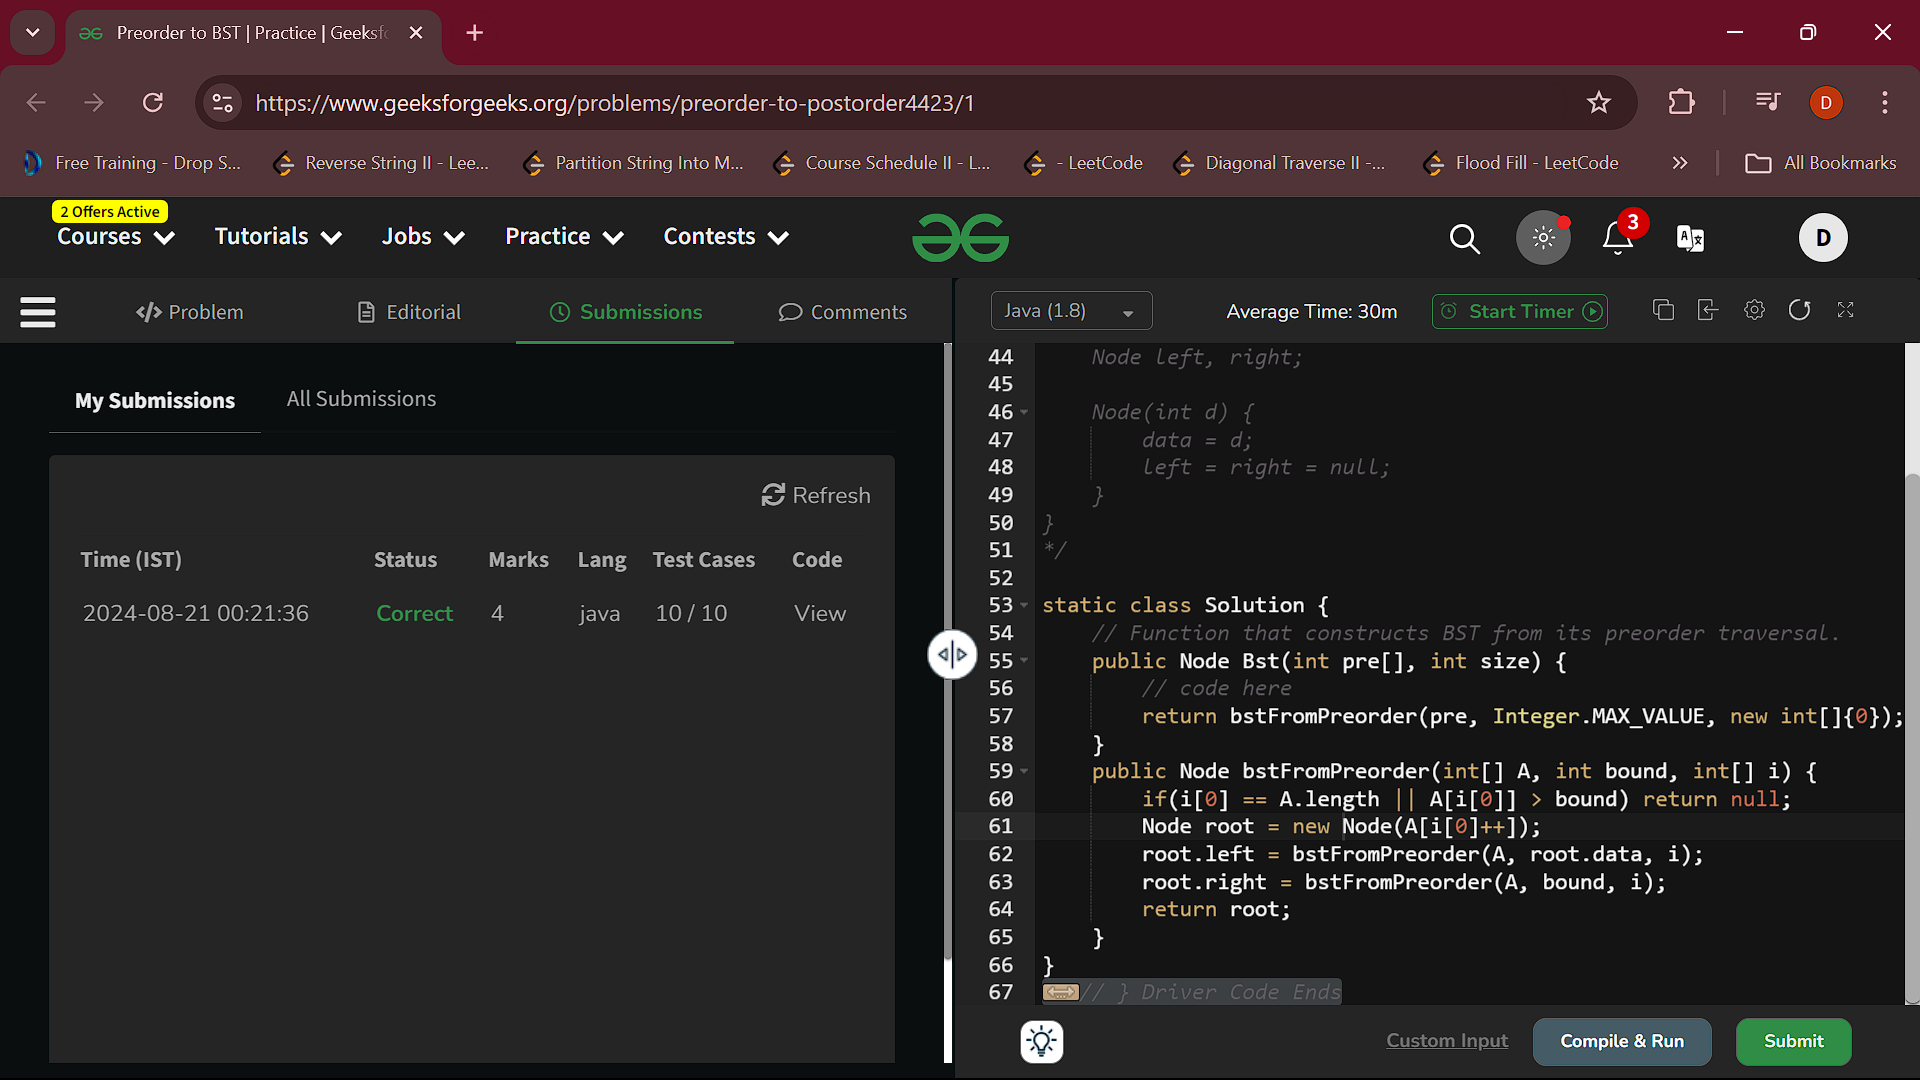 Preorder to BST | Practice | Geeksfo
https://www.geeksforgeeks.org/problems/preorder-to-postorder4423/1
D
Free Training - Drop S...
Reverse String II - Lee...
Partition String Into M...
Course Schedule II - L...
- LeetCode
Diagonal Traverse II -...
Flood Fill - LeetCode
All Bookmarks
2 Offers Active
Courses
Tutorials
Jobs
Practice
Contests
3
D
Problem
Editorial
Submissions
Comments
Java (1.8)
Average Time: 30m
Start Timer
My Submissions
All Submissions
Refresh
Time (IST) Status Marks Lang Test Cases Code
2024-08-21 00:21:36 Correct 4 java 10 / 10 View
44 Node left, right;
45
46 Node(int d) {
47 data = d;
48 left = right = null;
49 }
50 }
51 */
52
53 static class Solution {
54 // Function that constructs BST from its preorder traversal.
55 public Node Bst(int pre[], int size) {
56 // code here
57 return bstFromPreorder(pre, Integer.MAX_VALUE, new int[]{0});
58 }
59 public Node bstFromPreorder(int[] A, int bound, int[] i) {
60 if(i[0] == A.length || A[i[0]] > bound) return null;
61 Node root = new Node(A[i[0]++]);
62 root.left = bstFromPreorder(A, root.data, i);
63 root.right = bstFromPreorder(A, bound, i);
64 return root;
65 }
66 }
67 // } Driver Code Ends
Custom Input
Compile & Run
Submit